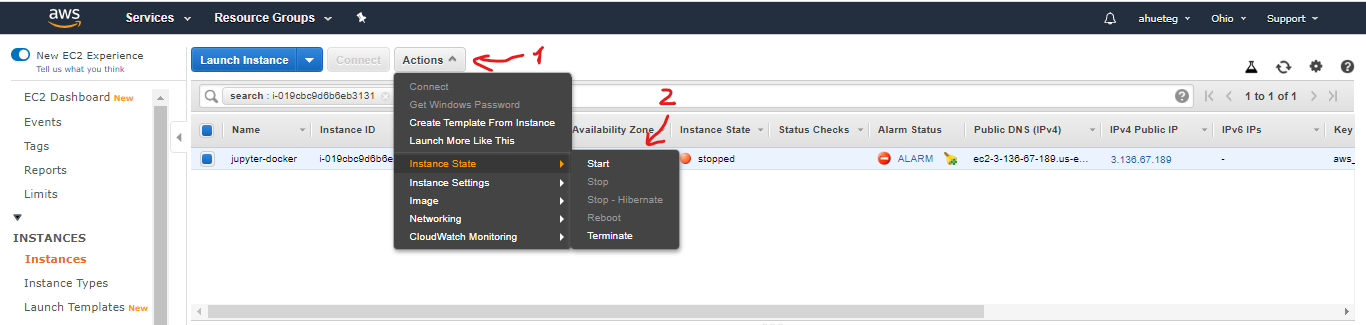 aws Services Resource Groups ahueteg Ohio Support
New EC2 Experience
Tell us what you think
Launch Instance Connect Actions 1
EC2 Dashboard New
Events
Tags
Reports
Limits
INSTANCES
Instances
Instance Types
Launch Templates New
search : i-019cbc9d6b6eb3131 1 to 1 of 1
2
Name Instance ID Availability Zone Instance State Status Checks Alarm Status Public DNS (IPv4) IPv4 Public IP IPv6 IPs Key
jupyter-docker i-019cbc9d6b6e stopped ALARM ec2-3-136-67-189.us-e... 3.136.67.189 - aws_
Connect
Get Windows Password
Create Template From Instance
Launch More Like This
Instance State
Instance Settings
Image
Networking
CloudWatch Monitoring
Start
Stop
Stop - Hibernate
Reboot
Terminate